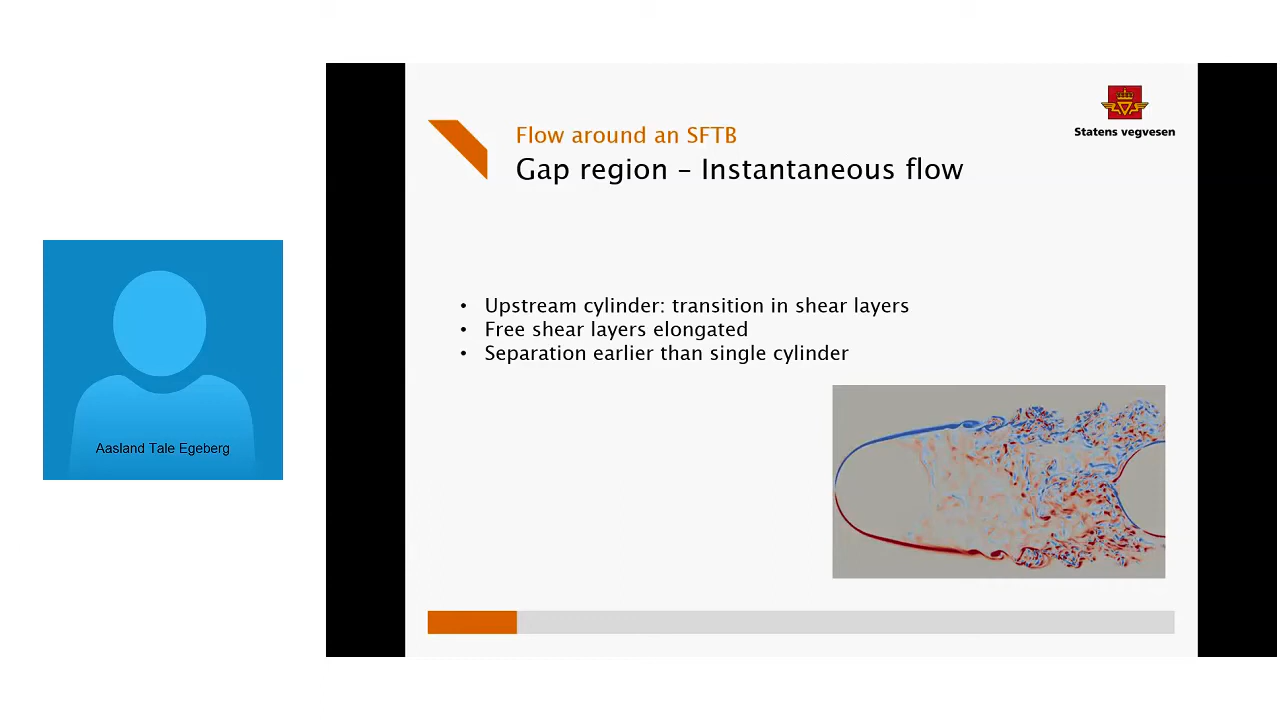 Statens vegvesen
Flow around an SFTB
Gap region – Instantaneous flow
• Upstream cylinder: transition in shear layers
• Free shear layers elongated
• Separation earlier than single cylinder
Aasland Tale Egeberg